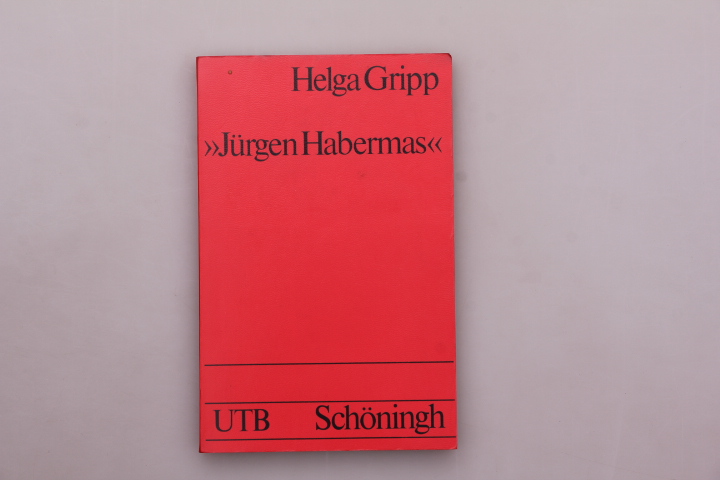 Helga Gripp
»Jürgen Habermas«
UTB Schöningh